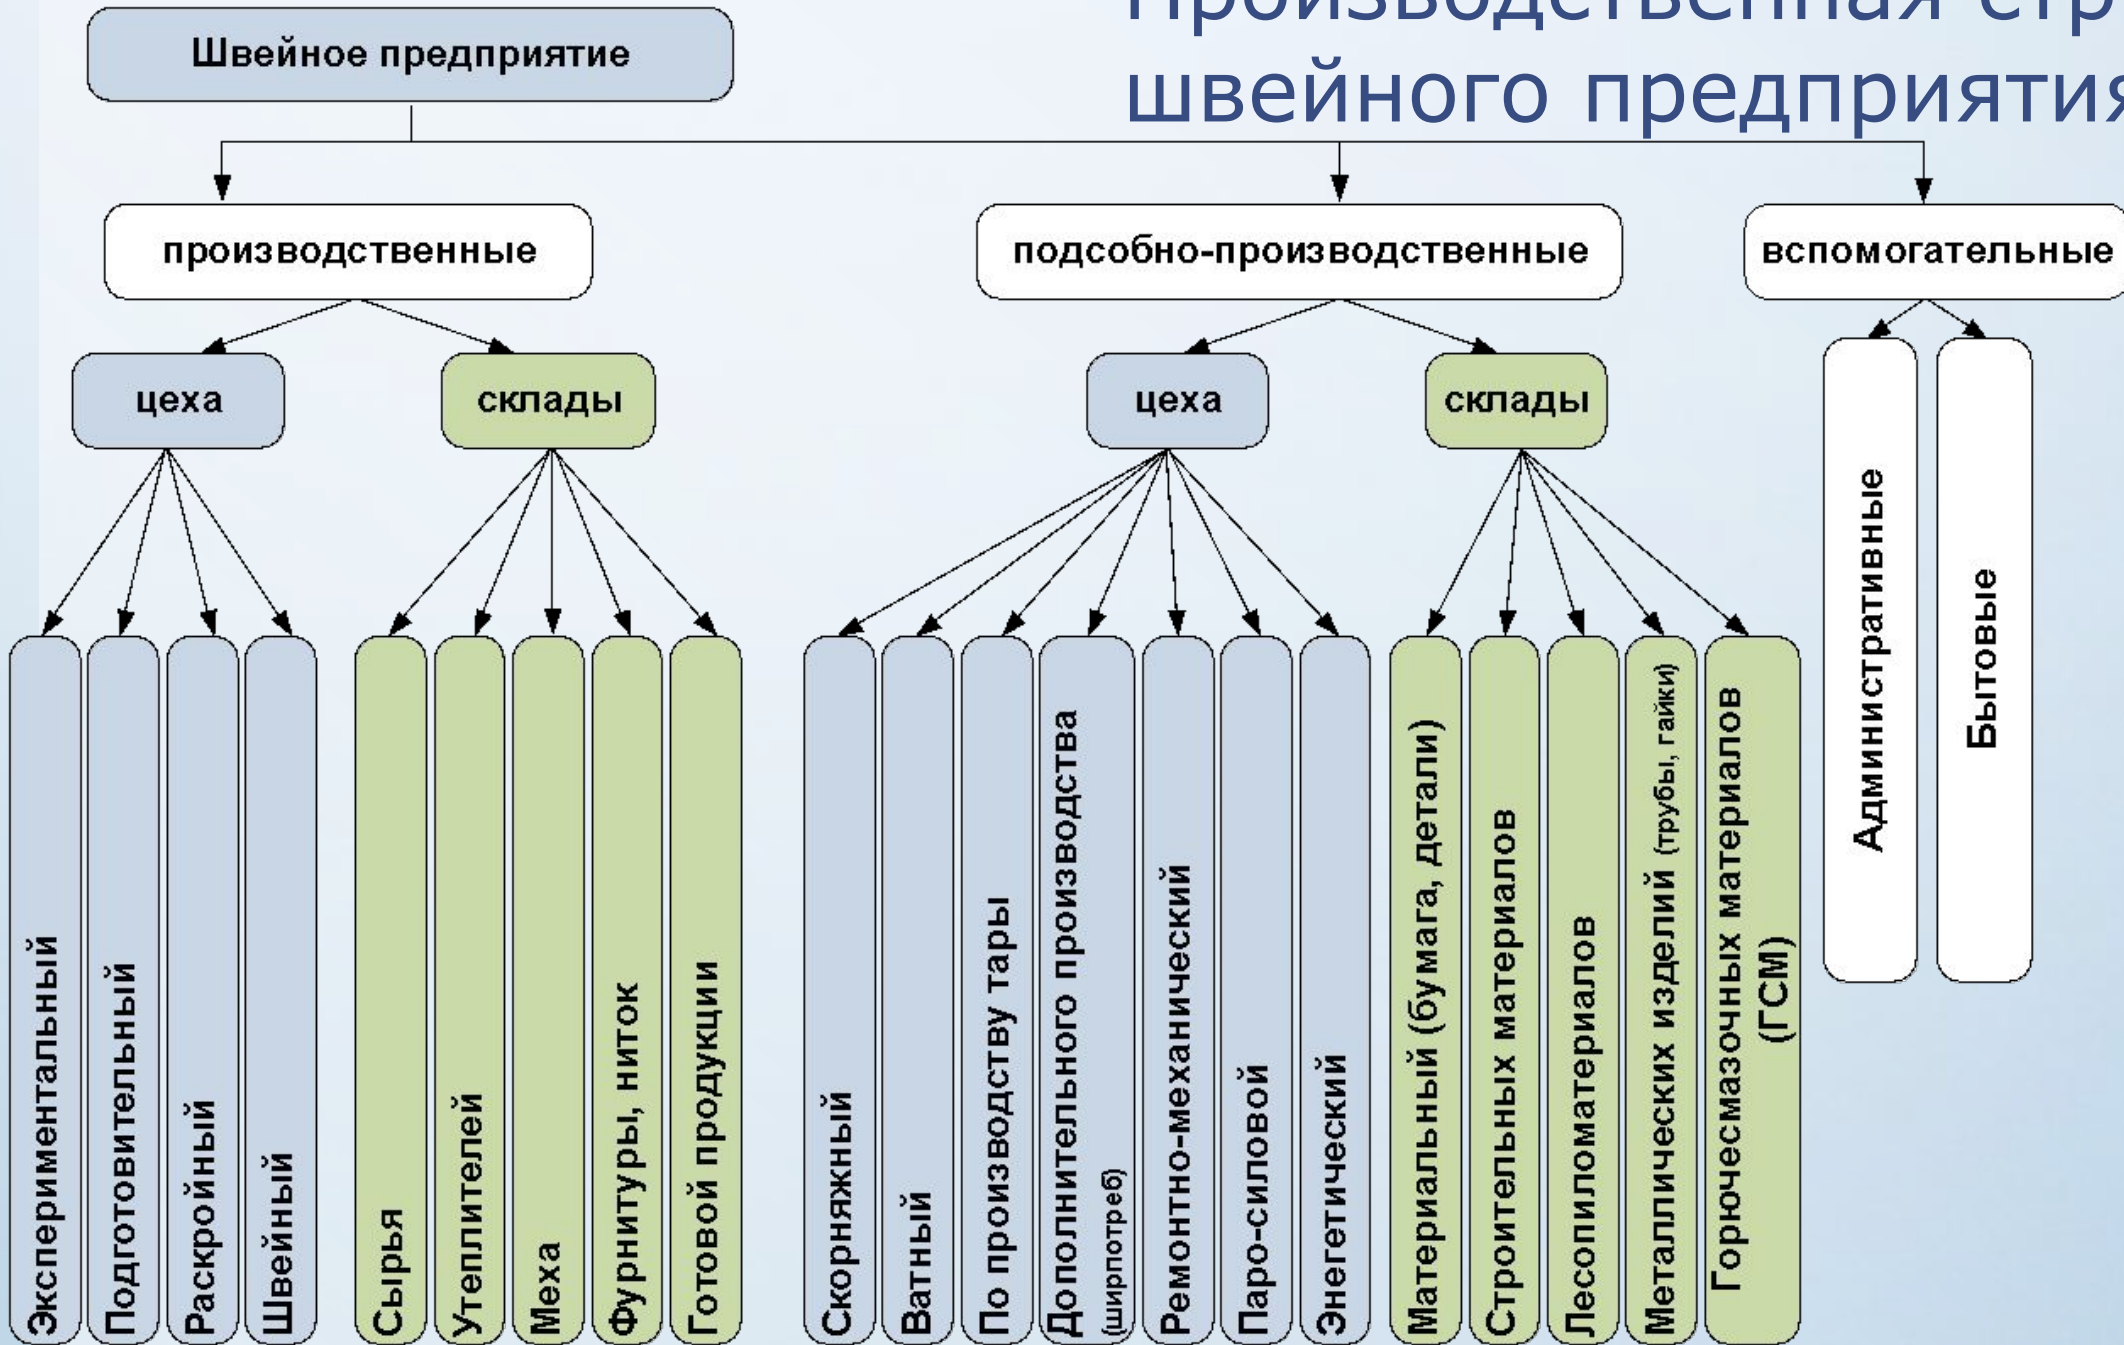 Производственная стр
швейного предприятия
Швейное предприятие
производственные
подсобно-производственные
вспомогательные
цеха
склады
цеха
склады
Экспериментальный
Подготовительный
Раскройный
Швейный
Сырья
Утеплителей
Меха
Фурнитуры, ниток
Готовой продукции
Скорняжный
Ватный
По производству тары
Дополнительного производства
(ширпотреб)
Ремонтно-механический
Паро-силовой
Энегетический
Материальный (бумага, детали)
Строительных материалов
Лесопиломатериалов
Металлических изделий (трубы, гайки)
Горючесмазочных материалов
(ГСМ)
Административные
Бытовые